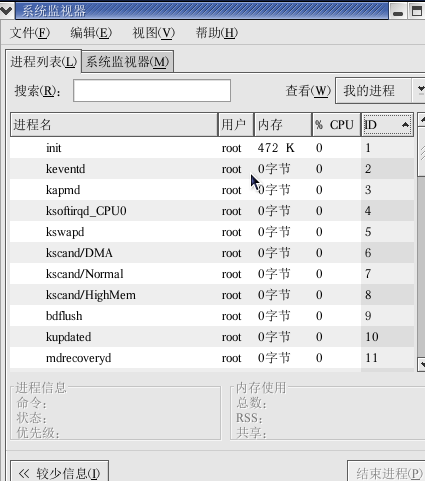 系统监视器
文件(F) 编辑(E) 视图(V) 帮助(H)
进程列表(L) 系统监视器(M)
搜索(R): 查看(W) 我的进程
进程名 用户 内存 % CPU ID
init root 472 K 0 1
keventd root 0字节 0 2
kapmd root 0字节 0 3
ksoftirqd_CPU0 root 0字节 0 4
kswapd root 0字节 0 5
kscand/DMA root 0字节 0 6
kscand/Normal root 0字节 0 7
kscand/HighMem root 0字节 0 8
bdflush root 0字节 0 9
kupdated root 0字节 0 10
mdrecoveryd root 0字节 0 11
进程信息 内存使用
命令: 总数:
状态: RSS:
优先级: 共享:
<< 较少信息(I) 结束进程(P)